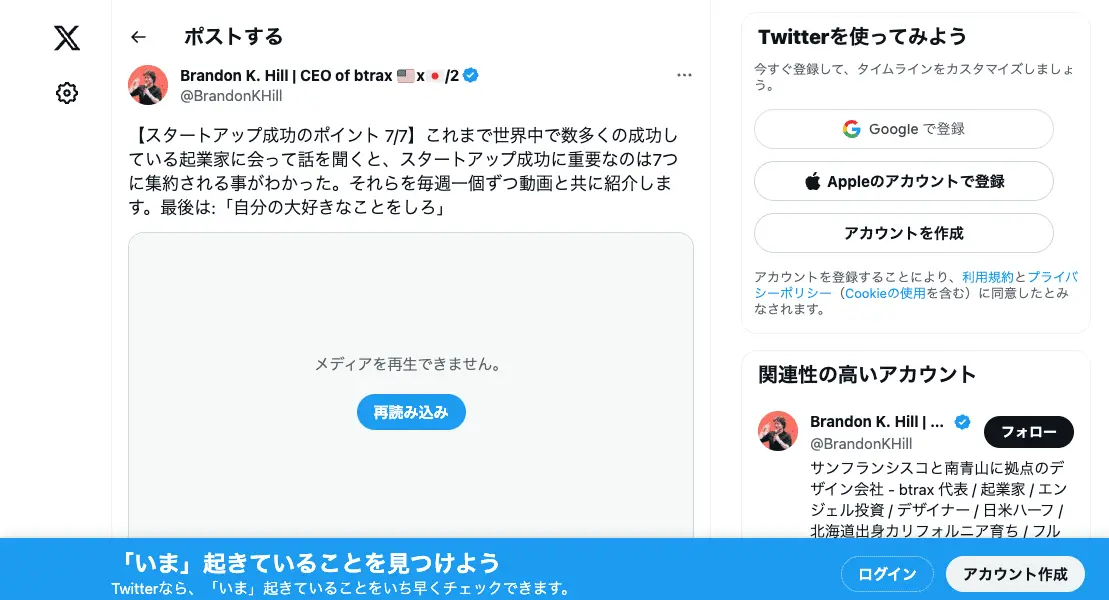 ポストする
Brandon K. Hill | CEO of btrax 🇺🇸x🇯🇵/2
@BrandonKHill
【スタートアップ成功のポイント 7/7】これまで世界中で数多くの成功し
ている起業家に会って話を聞くと、スタートアップ成功に重要なのは7つ
に集約される事がわかった。それらを毎週一個ずつ動画と共に紹介しま
す。最後は:「自分の大好きなことをしろ」
メディアを再生できません。
再読み込み
Twitterを使ってみよう
今すぐ登録して、タイムラインをカスタマイズしましょ
う。
Google で登録
Appleのアカウントで登録
アカウントを作成
アカウントを登録することにより、利用規約とプライバ
シーポリシー（Cookieの使用を含む）に同意したとみ
なされます。
関連性の高いアカウント
Brandon K. Hill | ...
@BrandonKHill
フォロー
サンフランシスコと南青山に拠点のデ
ザイン会社 - btrax 代表 / 起業家 / エン
ジェル投資 / デザイナー / 日米ハーフ /
北海道出身カリフォルニア育ち / フル
「いま」起きていることを見つけよう
Twitterなら、「いま」起きていることをいち早くチェックできます。
ログイン
アカウント作成